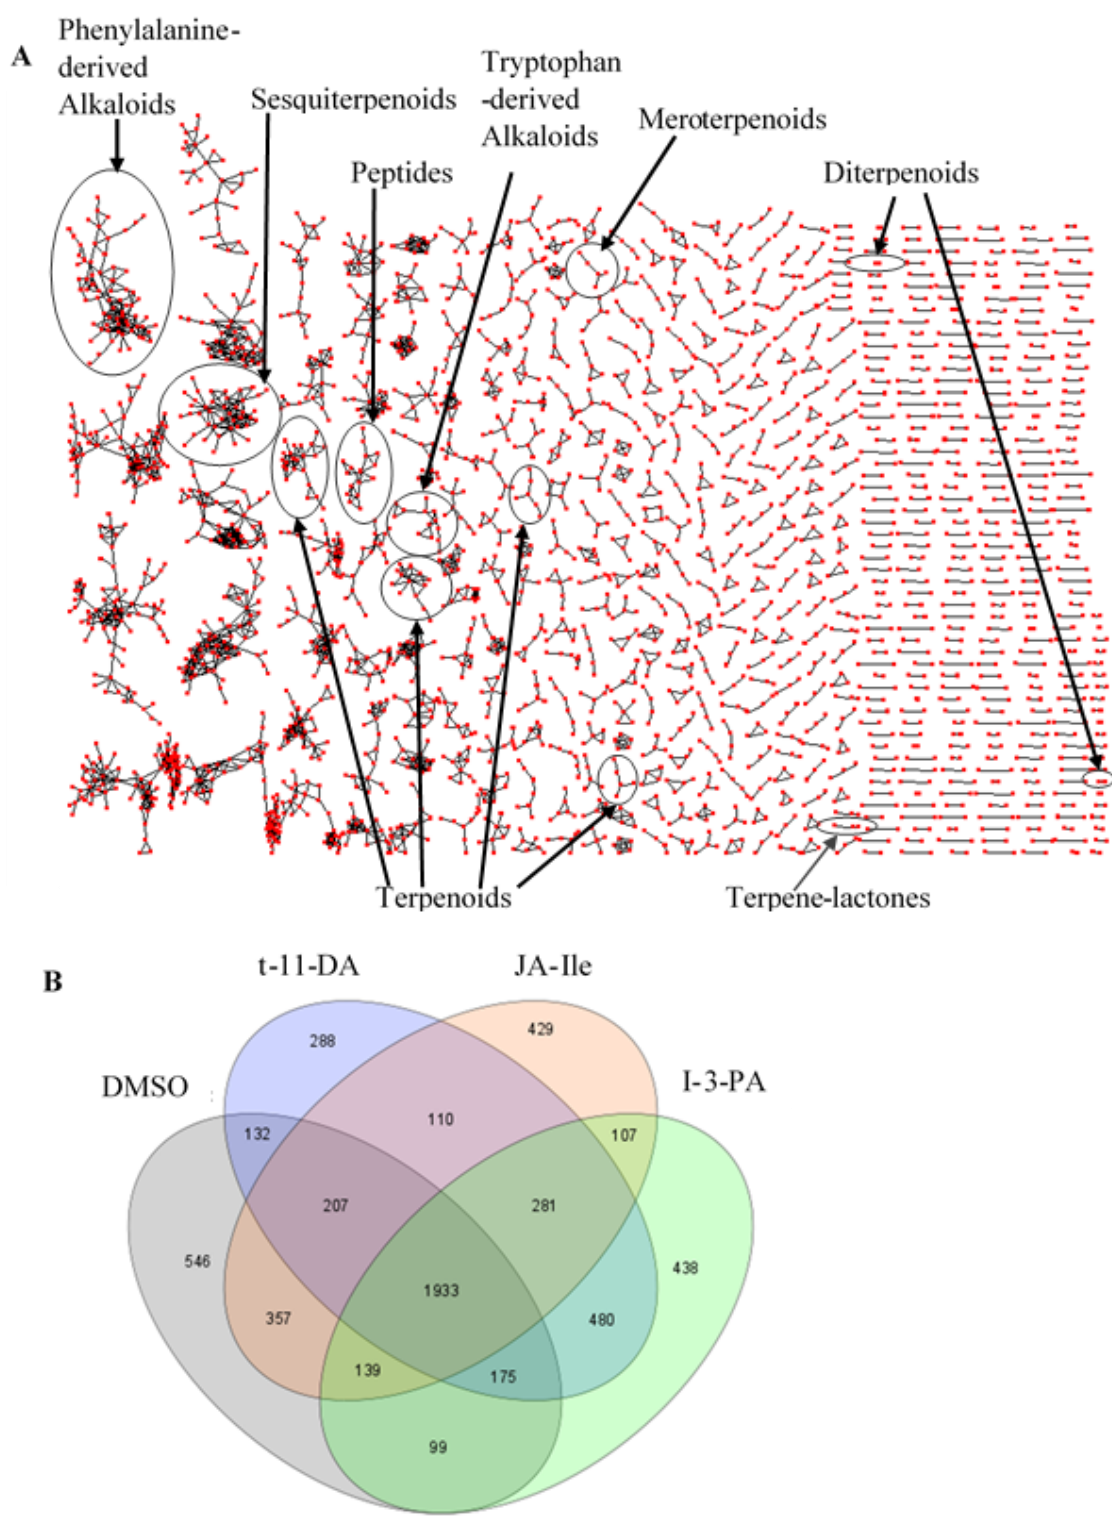 A
Phenylalanine-
derived
Alkaloids
Sesquiterpenoids
Peptides
Tryptophan
-derived
Alkaloids
Meroterpenoids
Diterpenoids
Terpenoids
Terpene-lactones
B
t-11-DA
JA-Ile
DMSO
I-3-PA
288
429
132
110
107
207
281
546
438
1933
357
480
139
175
99